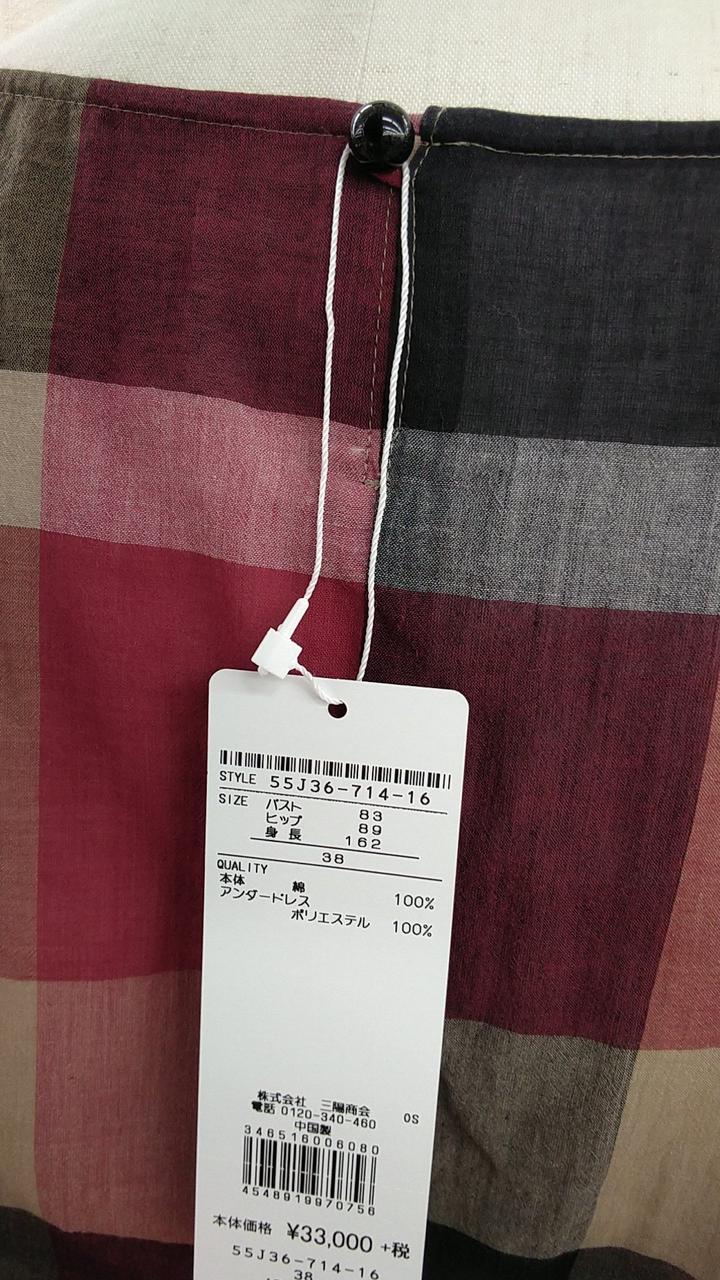 STYLE 55J36-714-16
SIZE バスト 83
ヒップ 89
身長 162
38
QUALITY
本体 綿 100%
アンダードレス
ポリエステル 100%
株式会社 三陽商会 OS
電話 0120-340-460
中国製
346516006080
4548919970756
本体価格 ¥33,000 +税
55J36-714-16
38